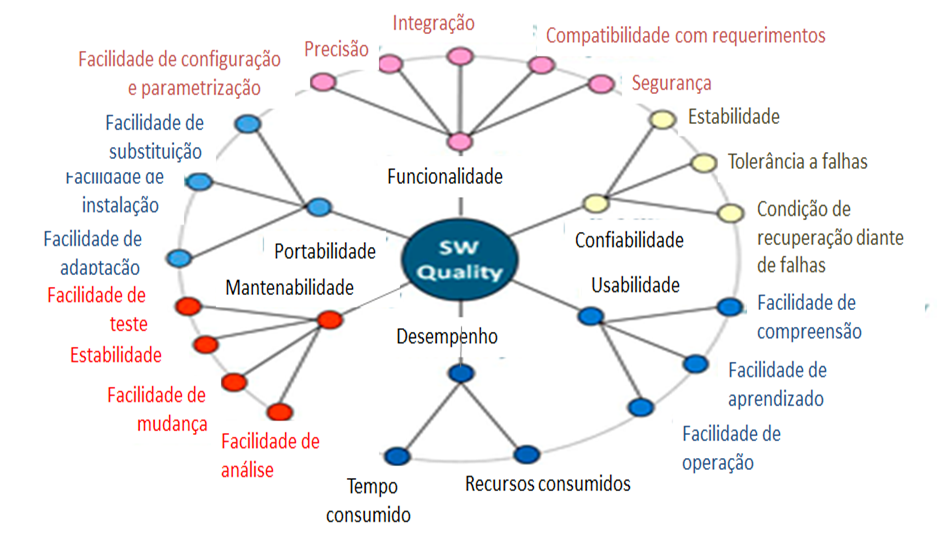 Integração
Precisão
Compatibilidade com requerimentos
Facilidade de configuração
e parametrização
Segurança
Facilidade de
substituição
Estabilidade
Tolerância a falhas
Facilidade de
instalação
Funcionalidade
Condição de
recuperação diante
de falhas
Facilidade de
adaptação
Portabilidade
SW
Quality
Confiabilidade
Mantenabilidade
Usabilidade
Facilidade de
teste
Facilidade de
compreensão
Desempenho
Estabilidade
Facilidade de
aprendizado
Facilidade de
mudança
Facilidade de
análise
Facilidade de
operação
Tempo
consumido
Recursos consumidos